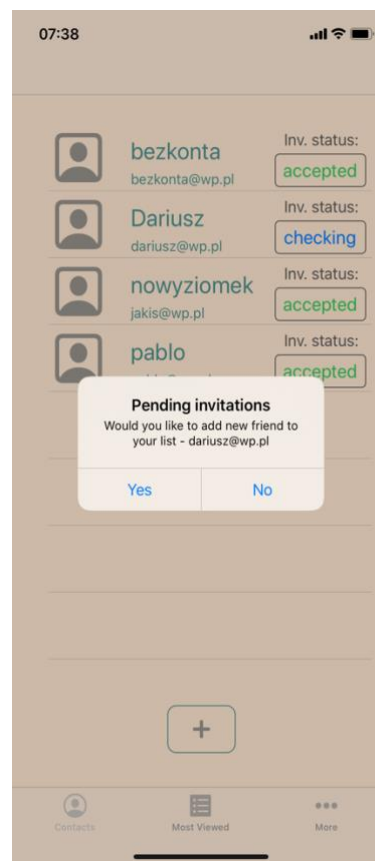 07:38
Inv. status:
bezkonta
accepted
bezkonta@wp.pl
Inv. status:
Dariusz
checking
dariusz@wp.pl
Inv. status:
nowyziomek
accepted
jakis@wp.pl
Inv. status:
pablo
accepted
Pending invitations
Would you like to add new friend to
your list - dariusz@wp.pl
Yes No
+
Contacts Most Viewed More